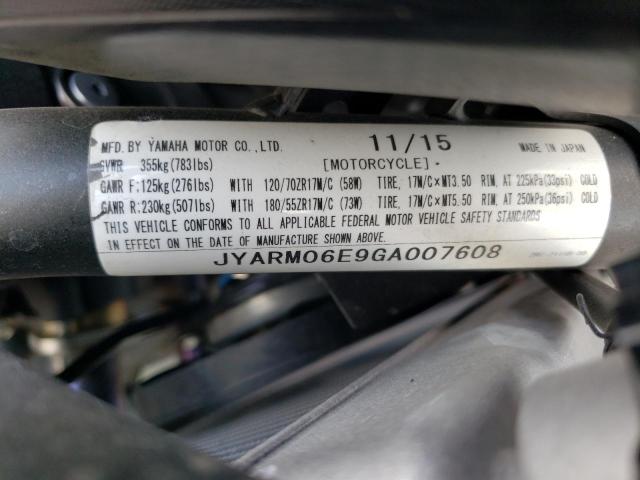 MFD. BY YAMAHA MOTOR CO.,LTD. 11/15 MADE IN JAPAN
GVWR 355kg(783lbs) [MOTORCYCLE]
GAWR F:125kg(276lbs) WITH 120/70ZR17M/C (58W) TIRE, 17M/C×MT3.50 RIM, AT 225kPa(33psi) COLD
GAWR R:230kg(507lbs) WITH 180/55ZR17M/C (73W) TIRE, 17M/C×MT5.50 RIM, AT 250kPa(36psi) COLD
THIS VEHICLE CONFORMS TO ALL APPLICABLE FEDERAL MOTOR VEHICLE SAFETY STANDARDS
IN EFFECT ON THE DATE OF MANUFACTURE SHOWN ABOVE.
JYARM06E9GA007608